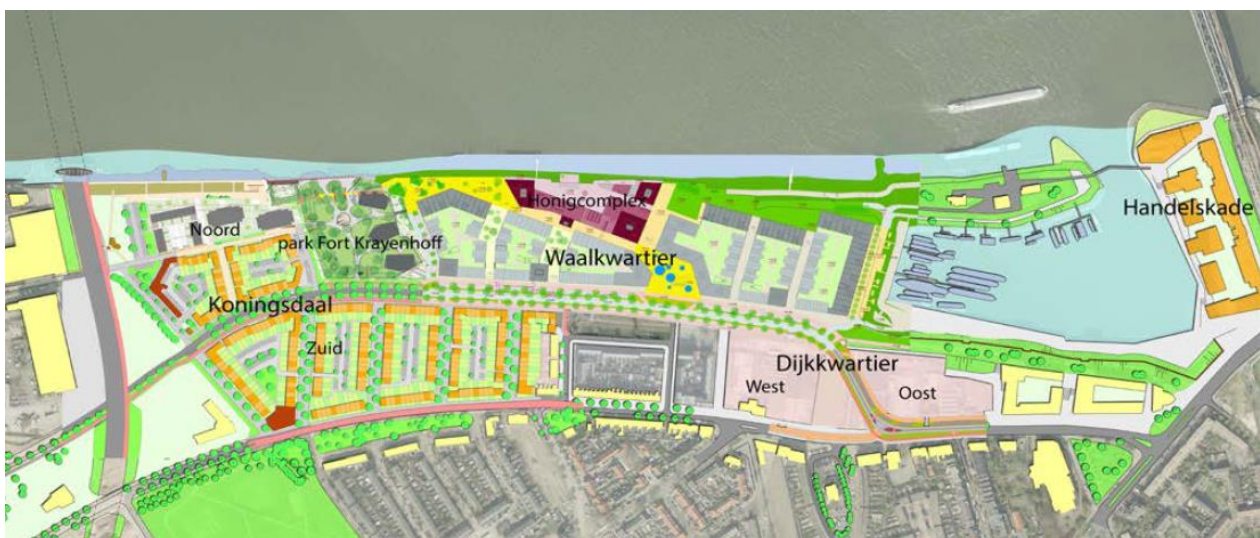 Honigcomplex
Handelskade
Noord
park Fort Krayenhoff
Waalkwartier
Koningsdaal
Zuid
Dijkkwartier
West
Oost